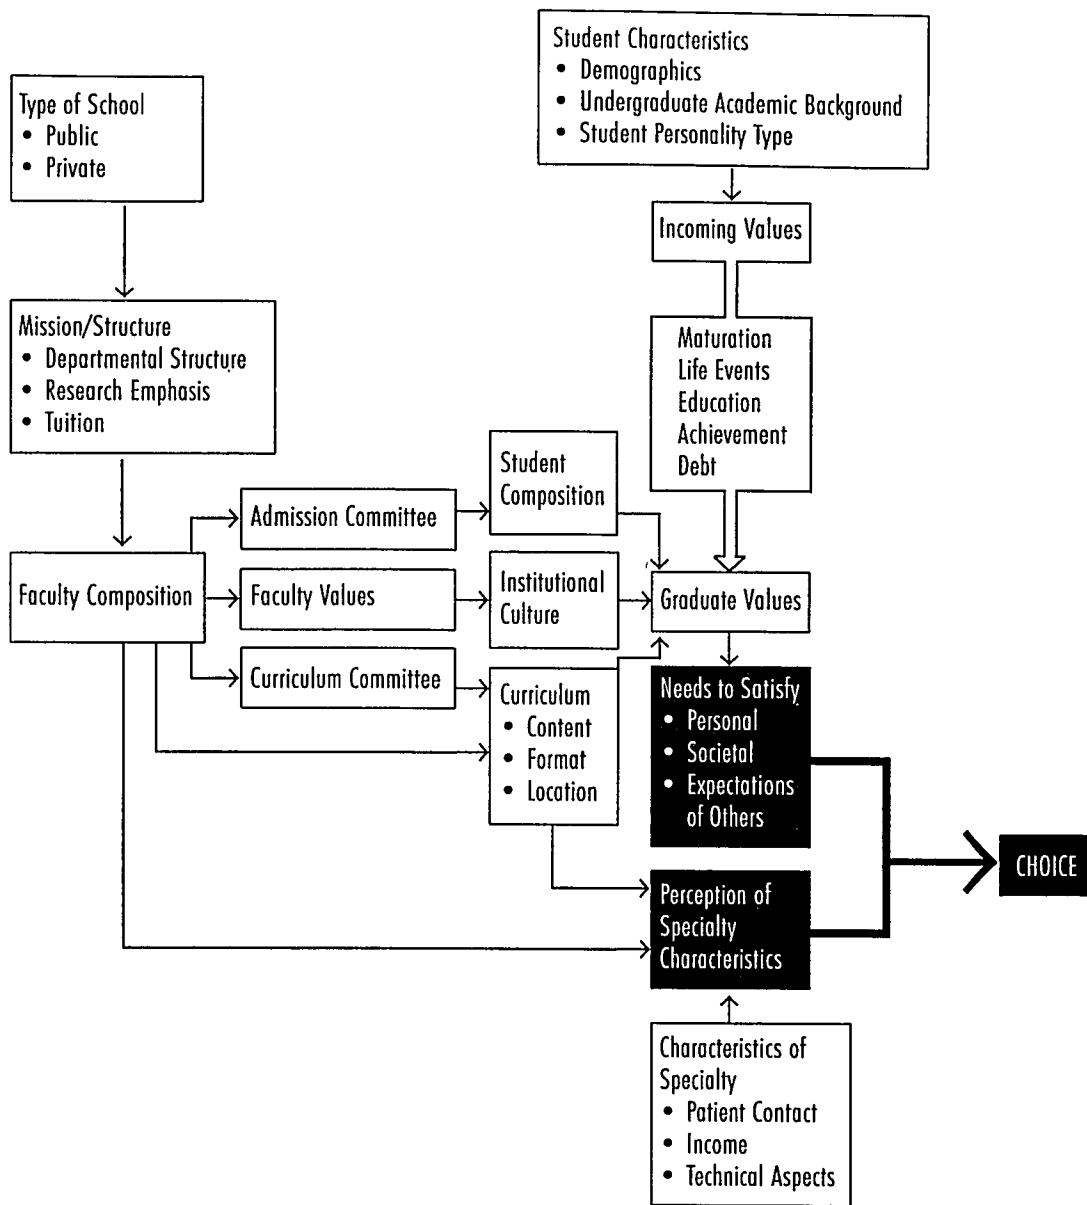 Student Characteristics
• Demographics
• Undergraduate Academic Background
• Student Personality Type
Type of School
• Public
• Private
Incoming Values
Mission/Structure
• Departmental Structure
• Research Emphasis
• Tuition
Maturation
Life Events
Education
Achievement
Debt
Student
Composition
Admission Committee
Faculty Composition
Faculty Values
Institutional
Culture
Graduate Values
Curriculum Committee
Curriculum
• Content
• Format
• Location
Needs to Satisfy
• Personal
• Societal
• Expectations
of Others
CHOICE
Perception of
Specialty
Characteristics
Characteristics of
Specialty
• Patient Contact
• Income
• Technical Aspects